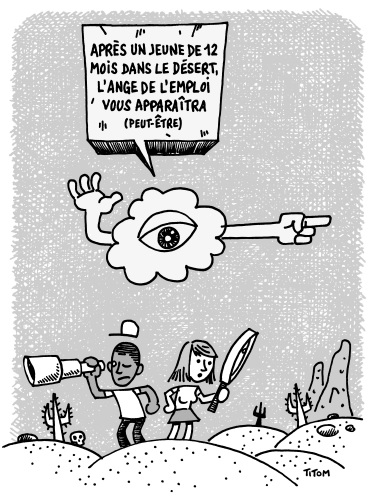 APRÈS UN JEUNE DE 12
MOIS DANS LE DÉSERT,
L'ANGE DE L'EMPLOI
VOUS APPARAÎTRA
(PEUT-ÊTRE)
TITOM